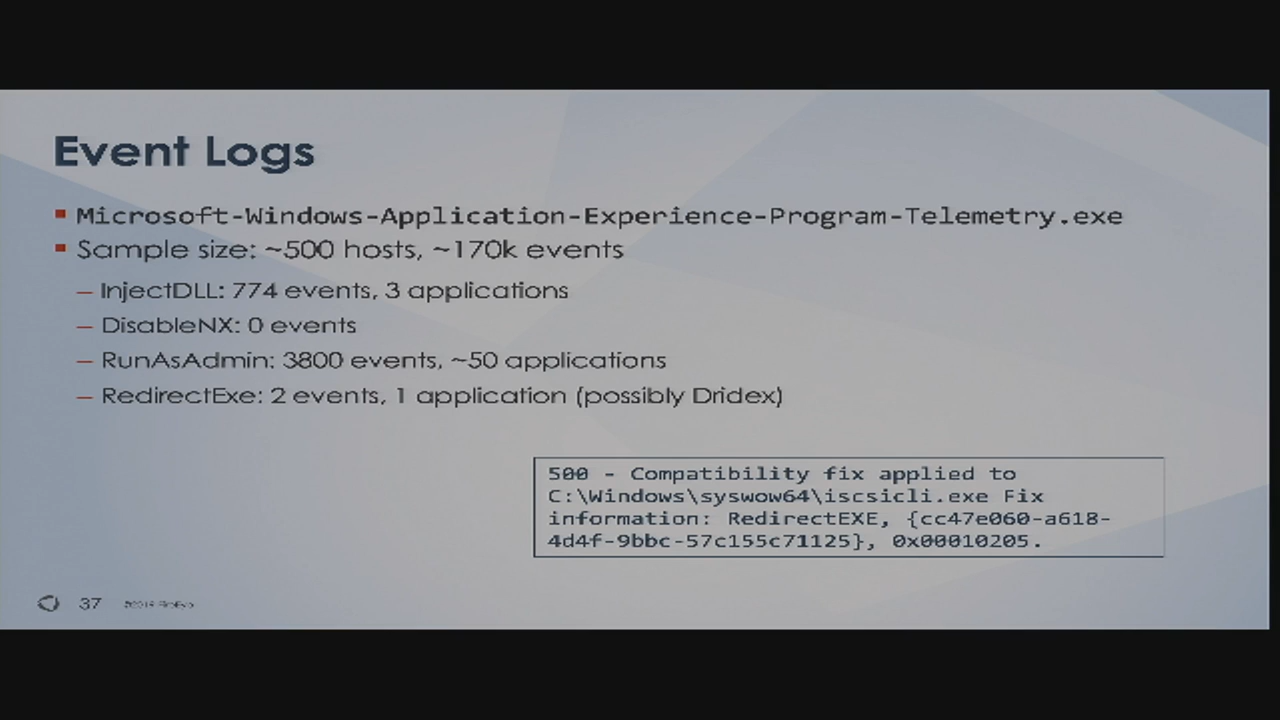 Event Logs
Microsoft-Windows-Application-Experience-Program-Telemetry.exe
Sample size: ~500 hosts, ~170k events
– InjectDLL: 774 events, 3 applications
– DisableNX: 0 events
– RunAsAdmin: 3800 events, ~50 applications
– RedirectExe: 2 events, 1 application (possibly Dridex)
500 - Compatibility fix applied to
C:\Windows\syswow64\iscsicli.exe Fix
information: RedirectEXE, {cc47e060-a618-
4d4f-9bbc-57c155c71125}, 0x00010205.
37